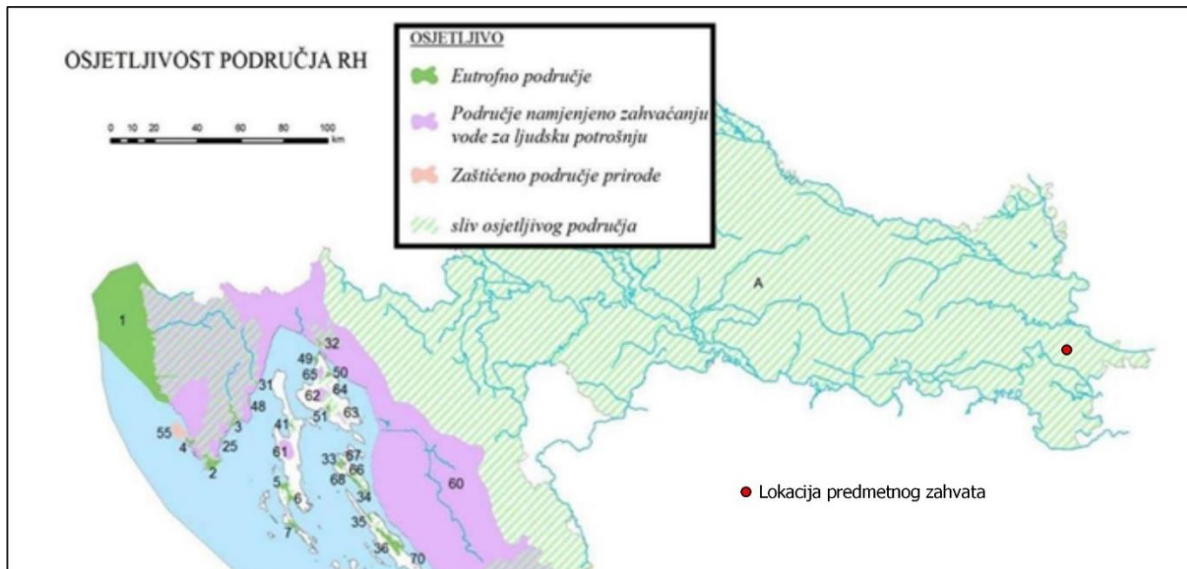 OSJETLJIVOST PODRUČJA RH
0 10 20 40 60 80 100
km
OSJETLJIVO
Eutrofno područje
Područje namjenjeno zahvaćanju
vode za ljudsku potrošnju
Zaštićeno područje prirode
sliv osjetljivog područja
A
1
32
49
65
50
31
62
64
48
51
63
3
41
55
4
25
61
2
33
67
66
68
5
6
34
60
7
35
36
70
Lokacija predmetnog zahvata